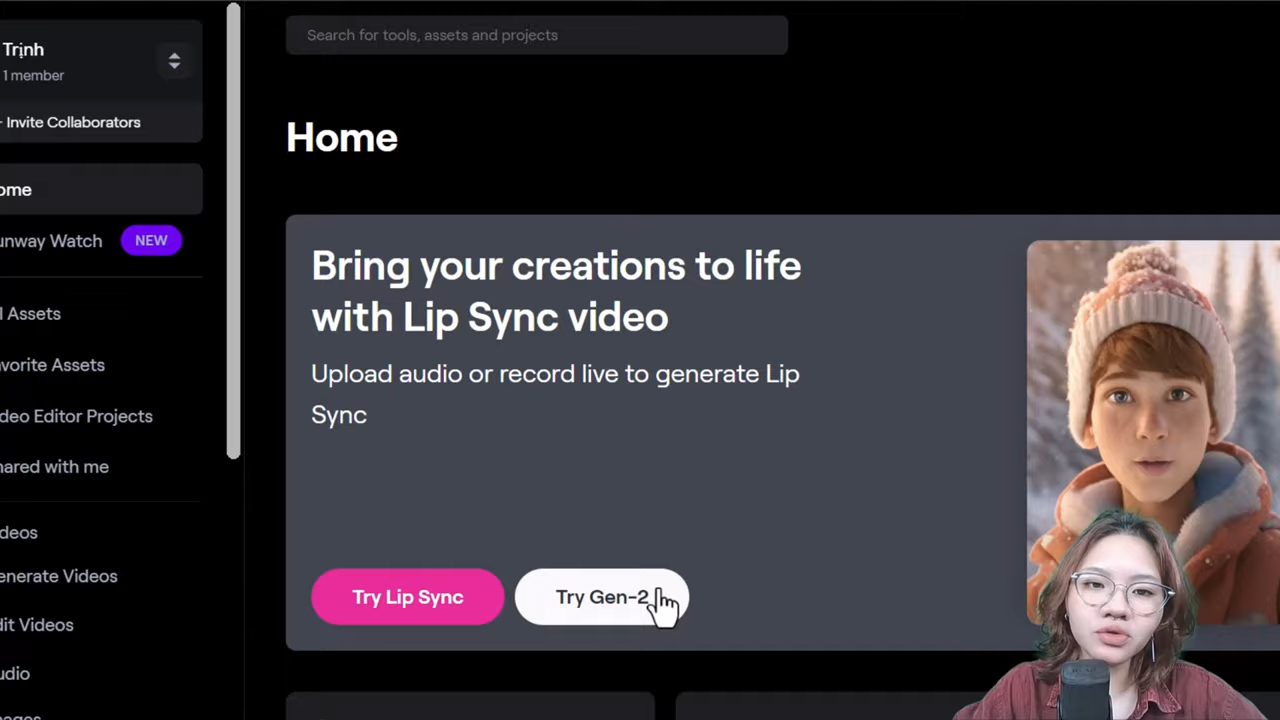 Trịnh
1 member
Invite Collaborators
ome
unway Watch
NEW
l Assets
avorite Assets
deo Editor Projects
hared with me
deos
enerate Videos
dit Videos
udio
Search for tools, assets and projects
Home
Bring your creations to life
with Lip Sync video
Upload audio or record live to generate Lip
Sync
Try Lip Sync
Try Gen-2